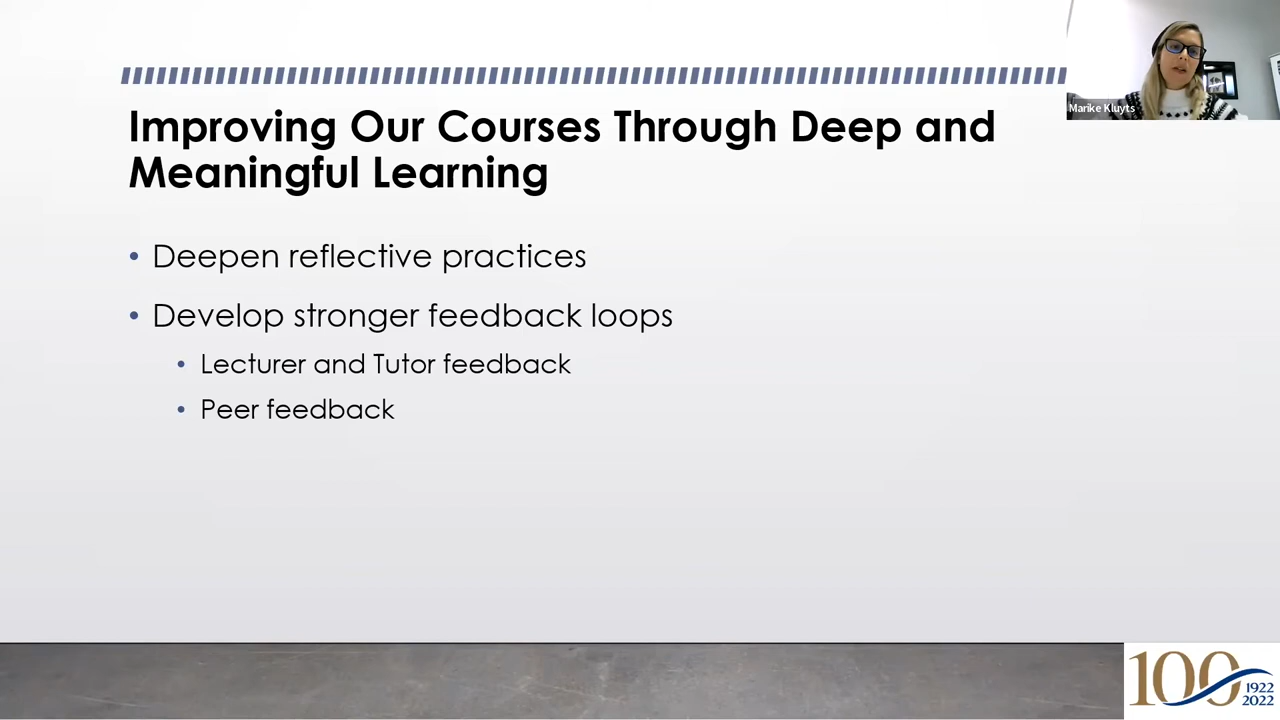 Improving Our Courses Through Deep and
Meaningful Learning
• Deepen reflective practices
• Develop stronger feedback loops
• Lecturer and Tutor feedback
• Peer feedback
Marike Kluyts
100
1922
2022